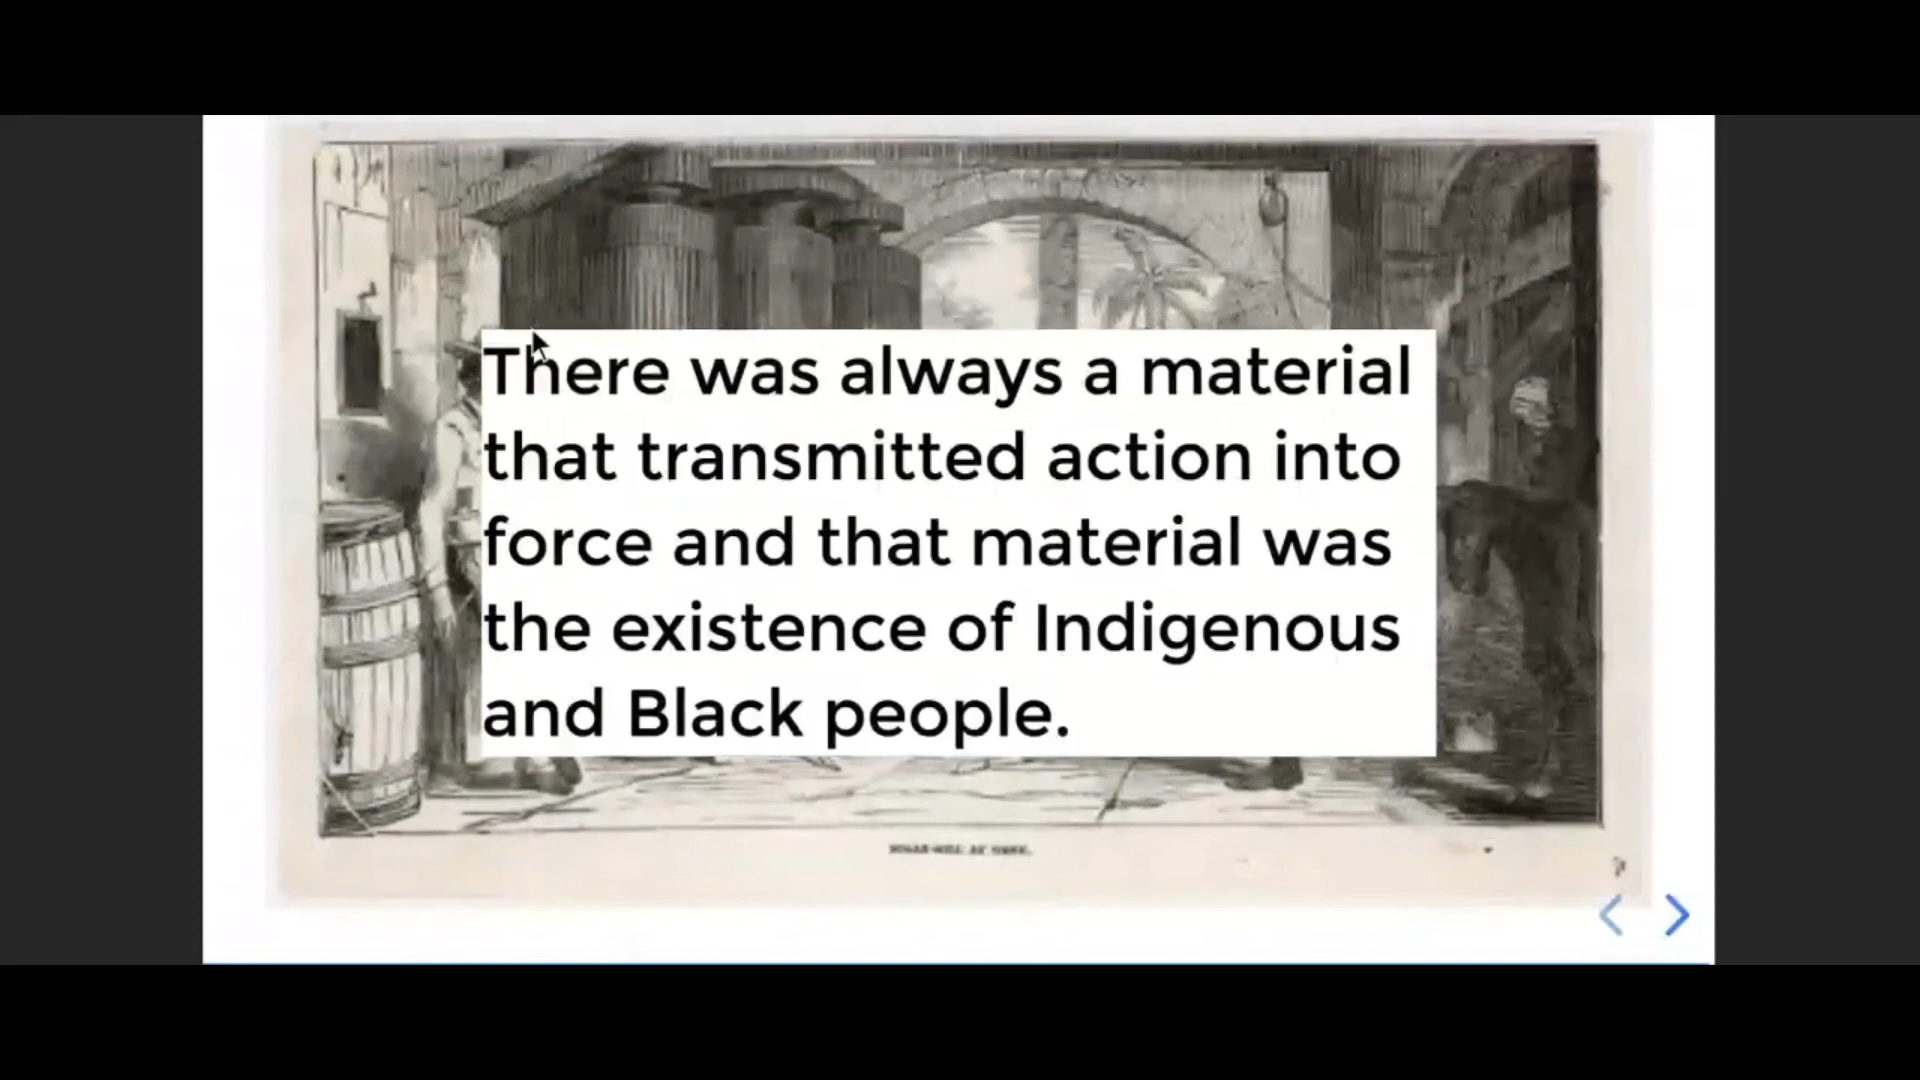 There was always a material
that transmitted action into
force and that material was
the existence of Indigenous
and Black people.